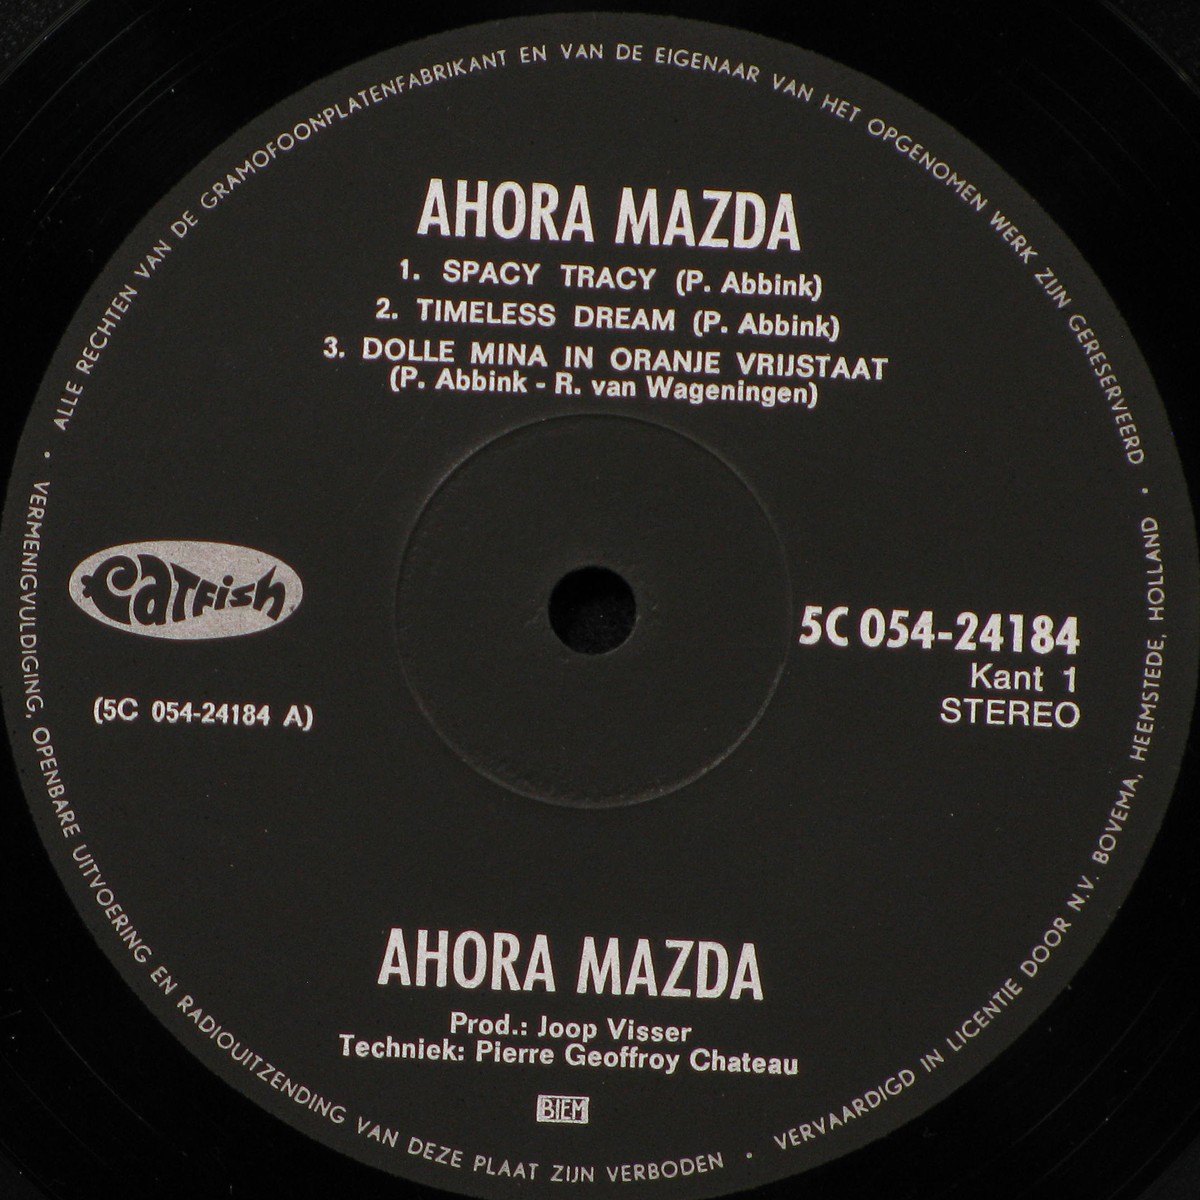 ALLE RECHTEN VAN DE GRAMOFOONPLATENFABRIKANT EN VAN DE EIGENAAR VAN HET OPGENOMEN WERK ZIJN GERESERVEERD •
AHORA MAZDA
1. SPACY TRACY (P. Abbink)
2. TIMELESS DREAM (P. Abbink)
3. DOLLE MINA IN ORANJE VRIJSTAAT
(P. Abbink - R. van Wageningen)
catfish
(5C 054-24184 A)
5C 054-24184
Kant 1
STEREO
AHORA MAZDA
Prod.: Joop Visser
Techniek: Pierre Geoffroy Chateau
BIEM
• VERMENIGVULDIGING, OPENBARE UITVOERING EN RADIOUITZENDING VAN DEZE PLAAT ZIJN VERBODEN •
VERVAARDIGD IN LICENTIE DOOR N.V. BOVEMA, HEEMSTEDE, HOLLAND